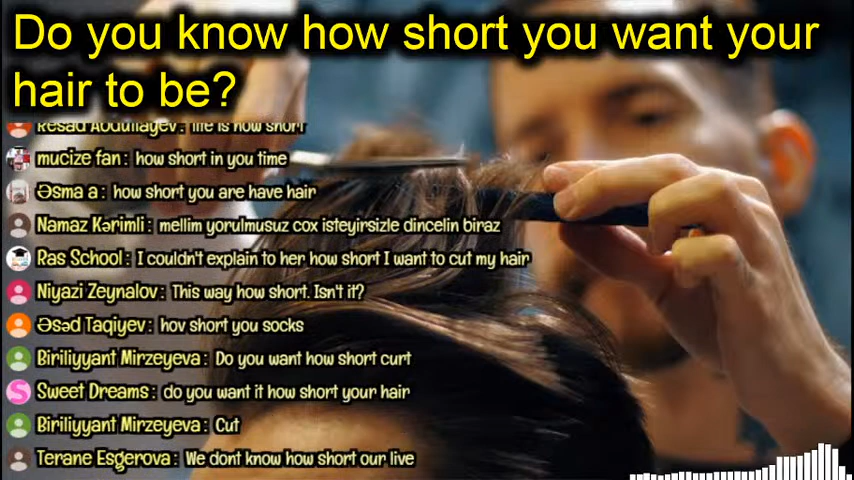 Do you know how short you want your
hair to be?
Resad Abdullayev : life is how short
mucize fan : how short in you time
Əsma a : how short you are have hair
Namaz Kərimli : mellim yorulmusuz cox isteyirsizle dincelin biraz
Ras School : I couldn't explain to her how short I want to cut my hair
Niyazi Zeynalov : This way how short. Isn't it?
Əsəd Taqiyev : hov short you socks
Biriliyyant Mirzeyeva : Do you want how short curt
Sweet Dreams : do you want it how short your hair
Biriliyyant Mirzeyeva : Cut
Terane Esgerova : We dont know how short our live